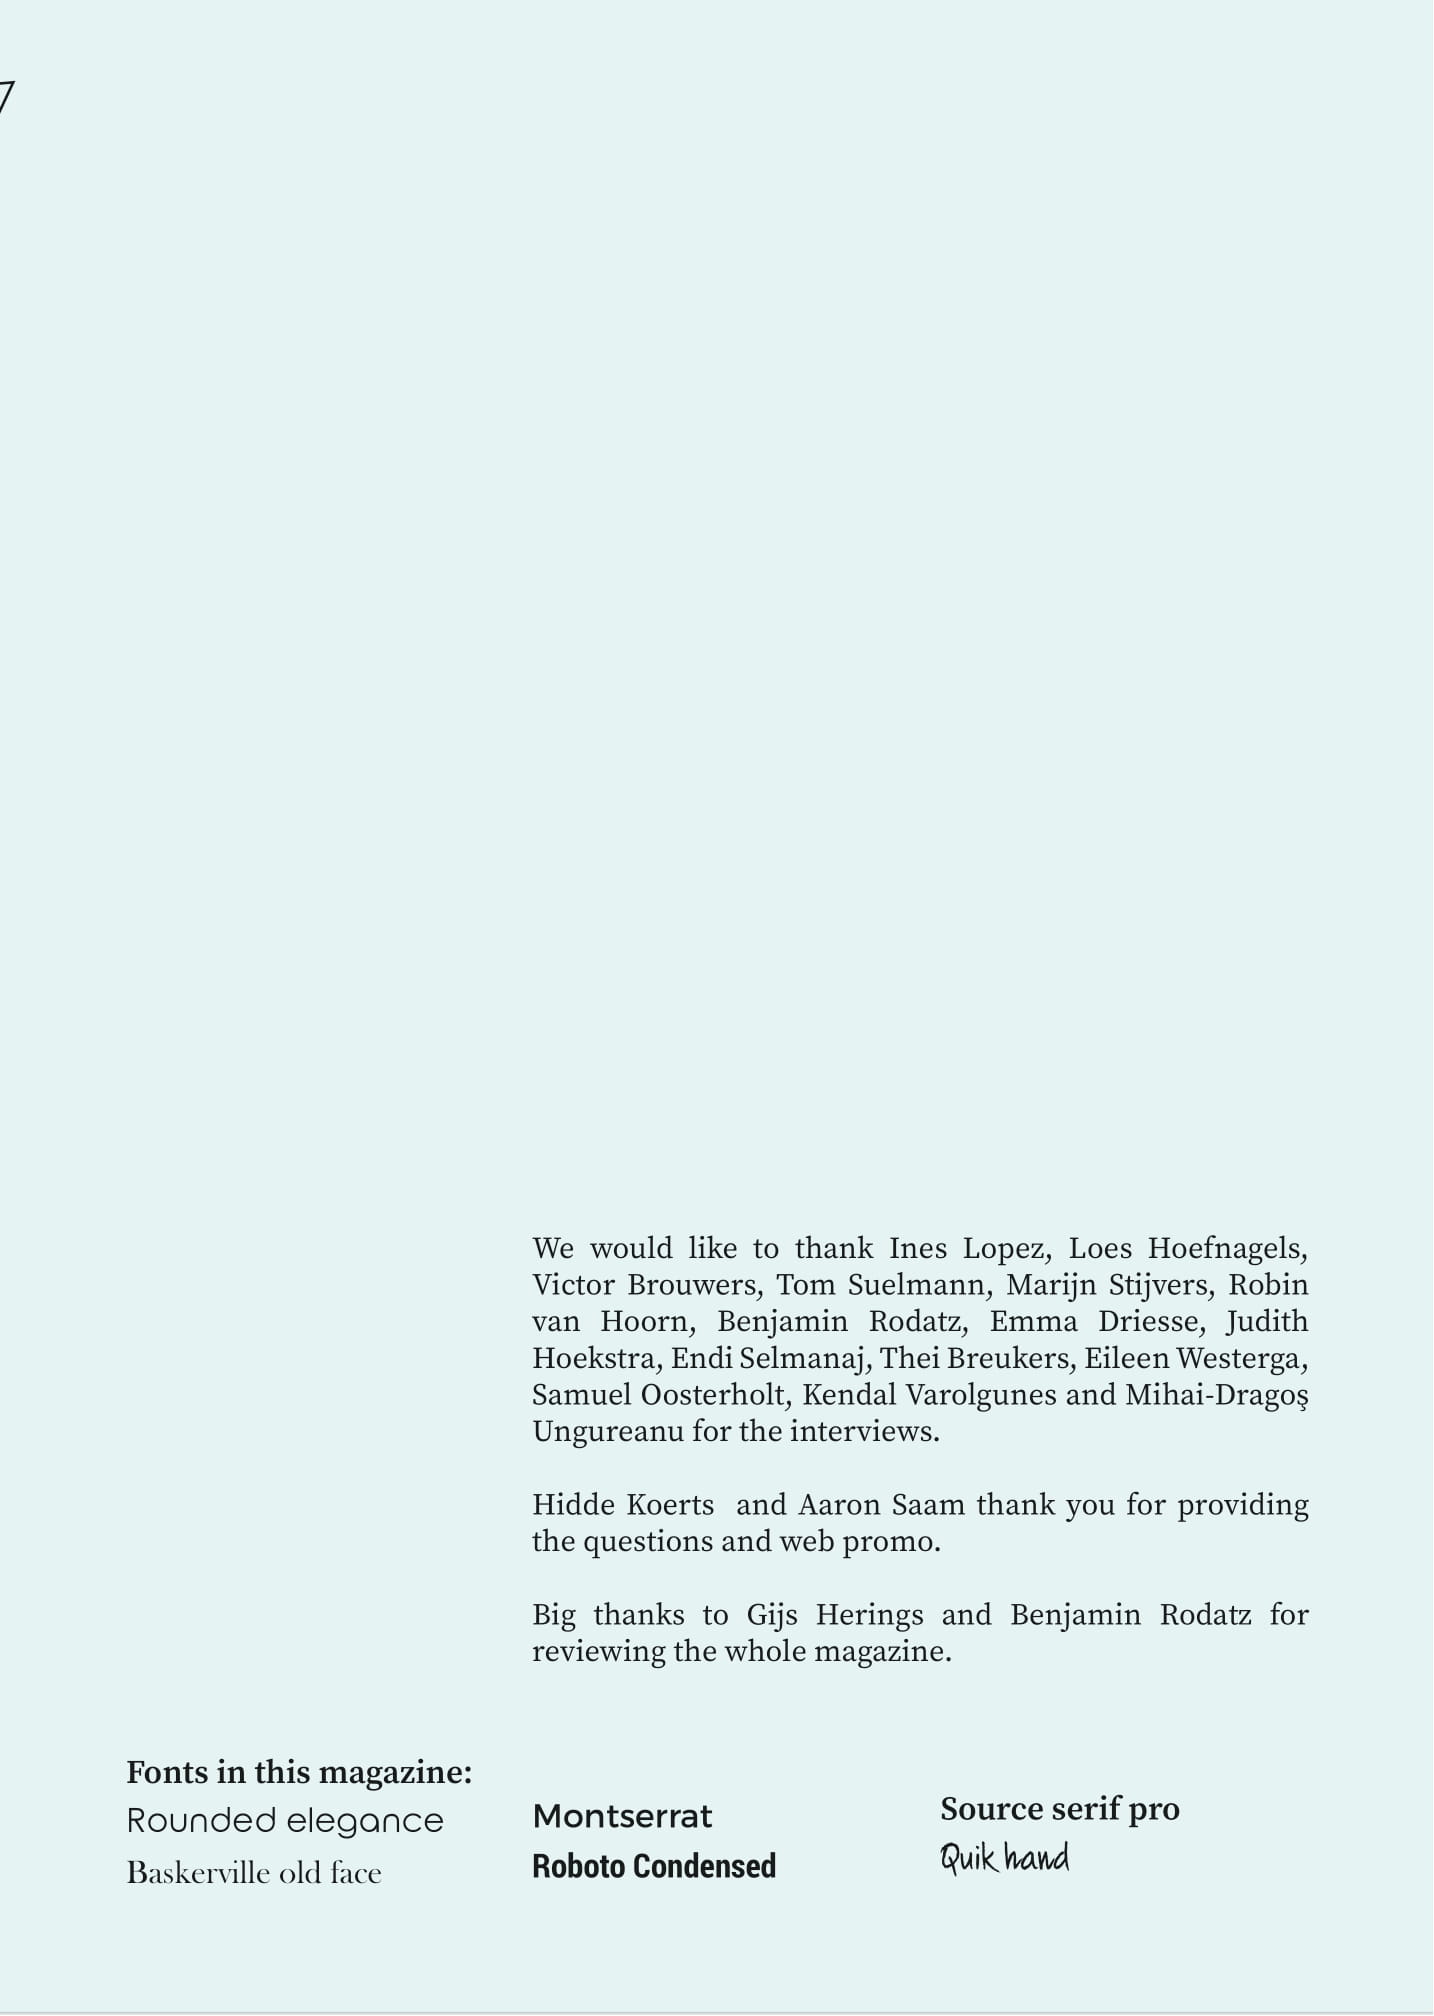 We would like to thank Ines Lopez, Loes Hoefnagels,
Victor Brouwers, Tom Suelmann, Marijn Stijvers, Robin
van Hoorn, Benjamin Rodatz, Emma Driesse, Judith
Hoekstra, Endi Selmanaj, Thei Breukers, Eileen Westerga,
Samuel Oosterholt, Kendal Varolgunes and Mihai-Dragoş
Ungureanu for the interviews.
Hidde Koerts  and Aaron Saam thank you for providing
the questions and web promo.
Big thanks to Gijs Herings and Benjamin Rodatz for
reviewing the whole magazine.
Fonts in this magazine:
Rounded elegance
Baskerville old face
Montserrat
Roboto Condensed
Source serif pro
Quik hand